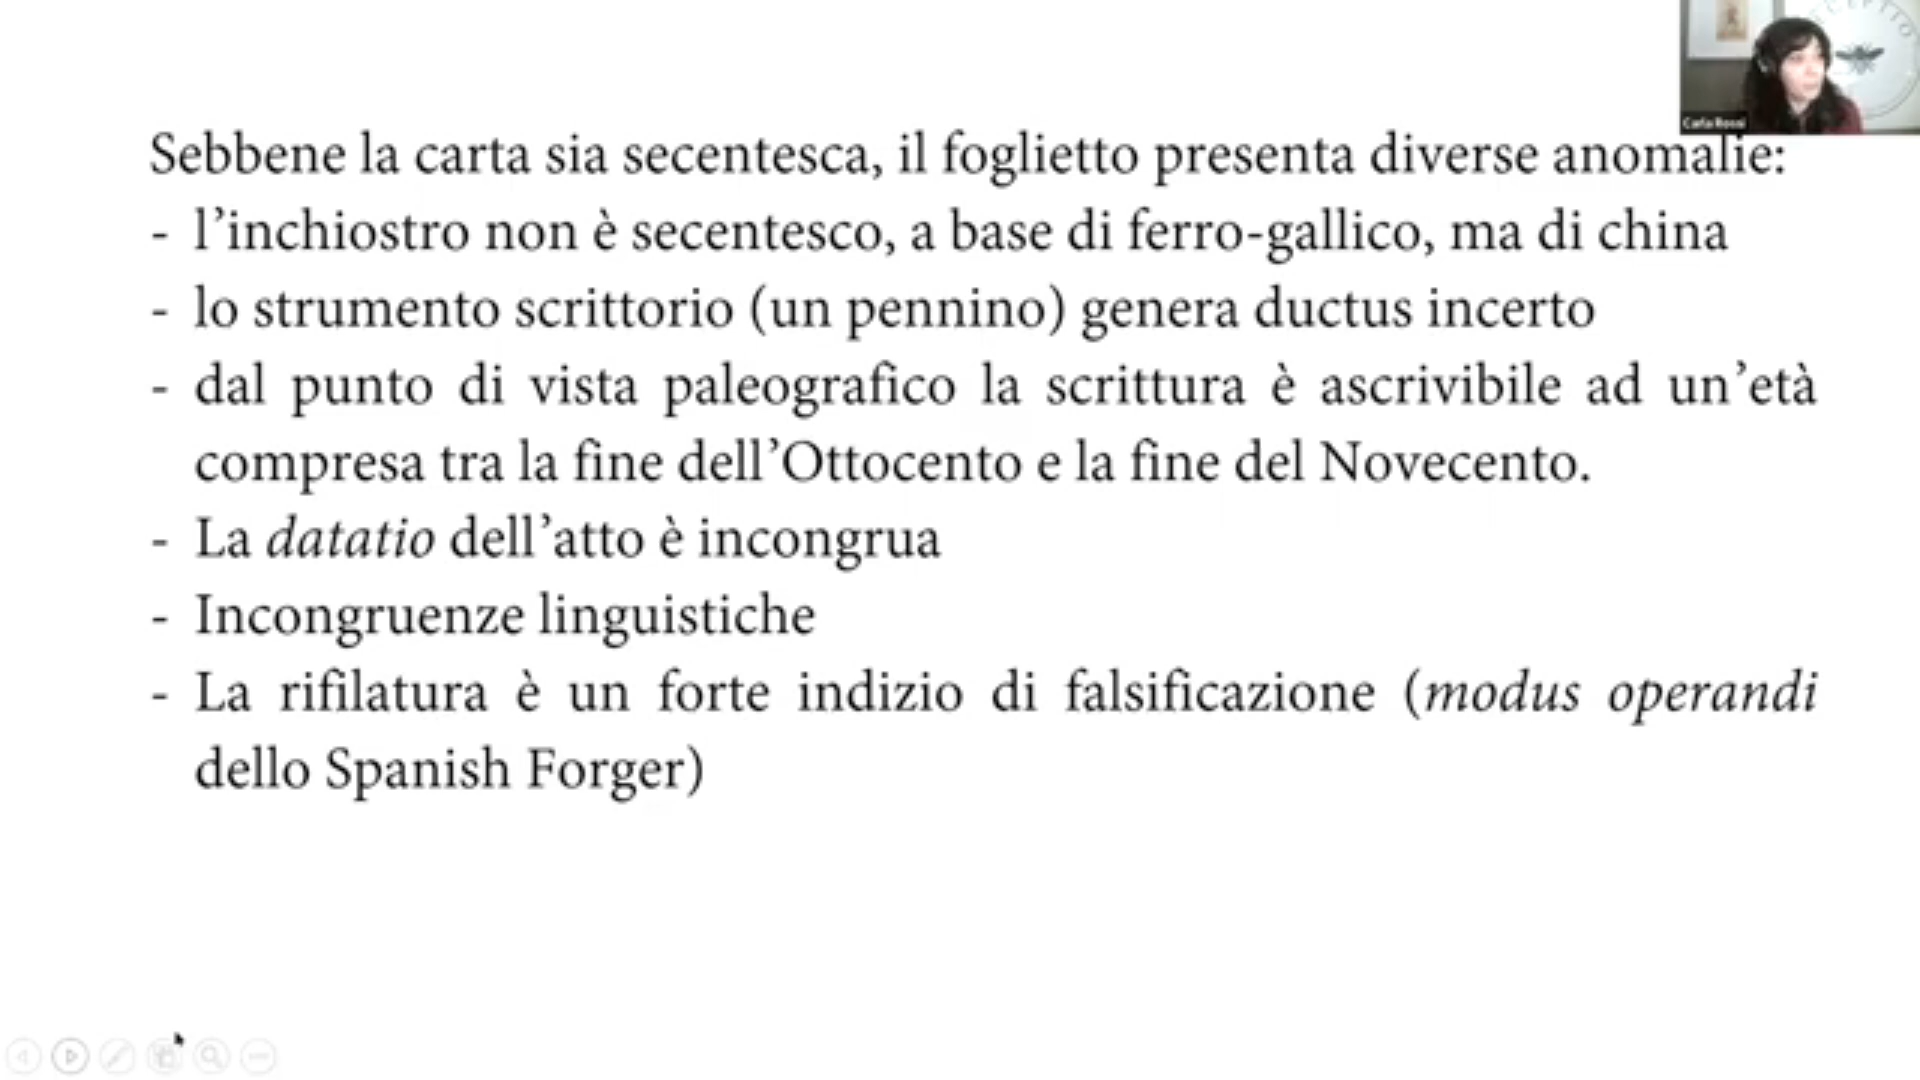 Sebbene la carta sia secentesca, il foglietto presenta diverse anomalie:
- l’inchiostro non è secentesco, a base di ferro-gallico, ma di china
- lo strumento scrittorio (un pennino) genera ductus incerto
- dal punto di vista paleografico la scrittura è ascrivibile ad un’età
compresa tra la fine dell’Ottocento e la fine del Novecento.
- La datatio dell’atto è incongrua
- Incongruenze linguistiche
- La rifilatura è un forte indizio di falsificazione (modus operandi
dello Spanish Forger)
Carla Rossi